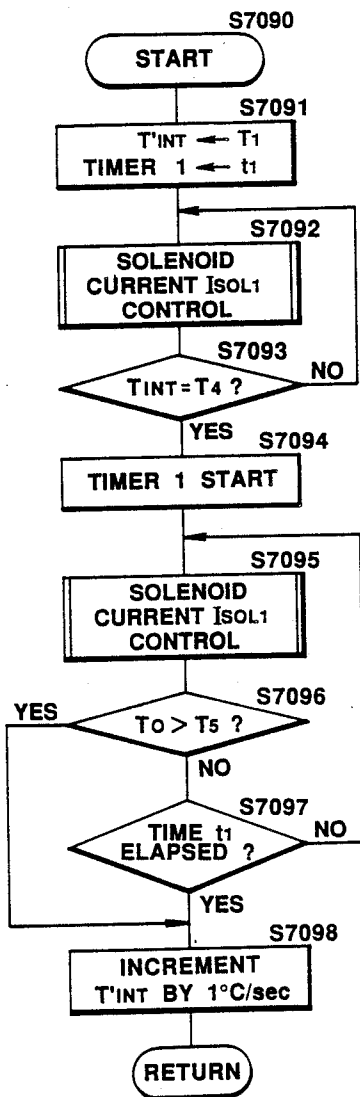 S7090
START
S7091
T'INT ← T1
TIMER 1 ← t1
S7092
SOLENOID
CURRENT ISOL1
CONTROL
S7093
TINT = T4 ?
NO
YES
S7094
TIMER 1 START
S7095
SOLENOID
CURRENT ISOL1
CONTROL
S7096
YES
TO > T5 ?
NO
S7097
TIME t1
ELAPSED ?
NO
YES
S7098
INCREMENT
T'INT BY 1°C/sec
RETURN